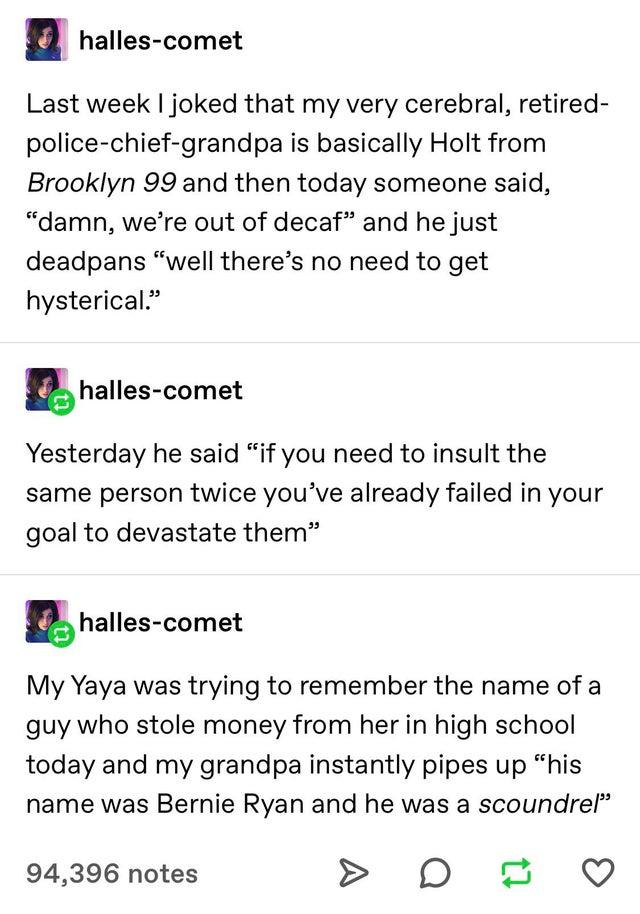 halles-comet
Last week I joked that my very cerebral, retired-
police-chief-grandpa is basically Holt from
Brooklyn 99 and then today someone said,
“damn, we’re out of decaf” and he just
deadpans “well there’s no need to get
hysterical.”
halles-comet
Yesterday he said “if you need to insult the
same person twice you’ve already failed in your
goal to devastate them”
halles-comet
My Yaya was trying to remember the name of a
guy who stole money from her in high school
today and my grandpa instantly pipes up “his
name was Bernie Ryan and he was a scoundrel”
94,396 notes